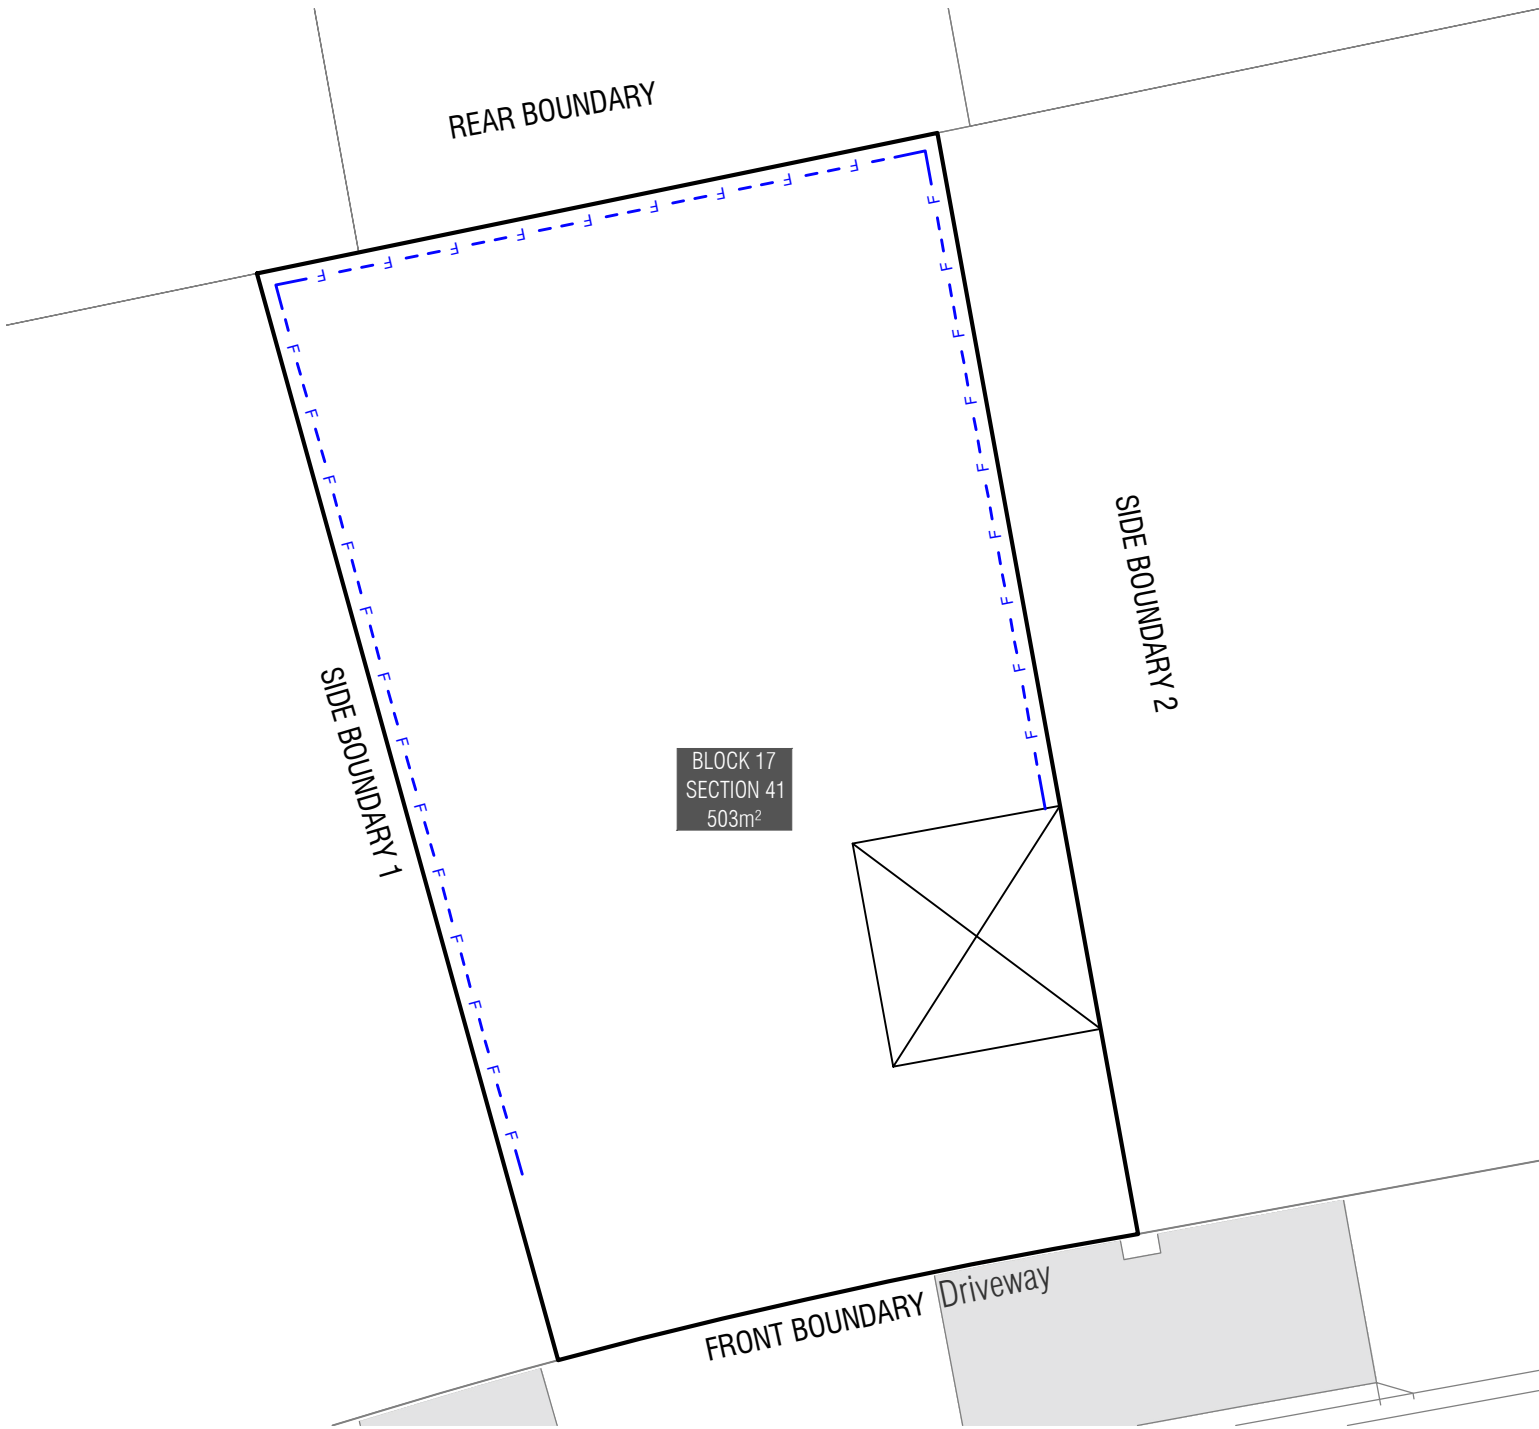 REAR BOUNDARY
F F F F F F F F F
F F F F F F F F F
F F F F F F F F F F F F F
SIDE BOUNDARY 2
SIDE BOUNDARY 1
BLOCK 17
SECTION 41
503m²
Driveway
FRONT BOUNDARY